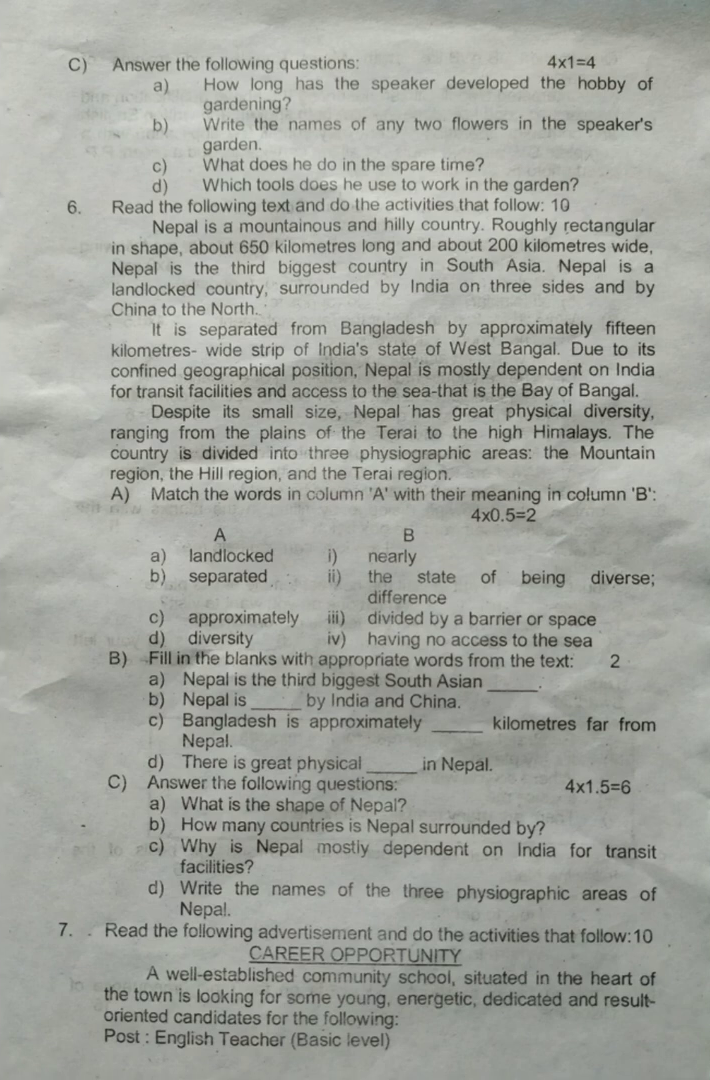 C) Answer the following questions: 4x1=4
a) How long has the speaker developed the hobby of
gardening?
b) Write the names of any two flowers in the speaker's
garden.
c) What does he do in the spare time?
d) Which tools does he use to work in the garden?
6. Read the following text and do the activities that follow: 10
Nepal is a mountainous and hilly country. Roughly rectangular
in shape, about 650 kilometres long and about 200 kilometres wide,
Nepal is the third biggest country in South Asia. Nepal is a
landlocked country, surrounded by India on three sides and by
China to the North.
It is separated from Bangladesh by approximately fifteen
kilometres- wide strip of India's state of West Bangal. Due to its
confined geographical position, Nepal is mostly dependent on India
for transit facilities and access to the sea-that is the Bay of Bangal.
Despite its small size, Nepal has great physical diversity,
ranging from the plains of the Terai to the high Himalays. The
country is divided into three physiographic areas: the Mountain
region, the Hill region, and the Terai region.
A) Match the words in column 'A' with their meaning in column 'B':
4x0.5=2
A B
a) landlocked i) nearly
b) separated ii) the state of being diverse;
difference
c) approximately iii) divided by a barrier or space
d) diversity iv) having no access to the sea
B) Fill in the blanks with appropriate words from the text: 2
a) Nepal is the third biggest South Asian _____.
b) Nepal is _____ by India and China.
c) Bangladesh is approximately _____ kilometres far from
Nepal.
d) There is great physical _____ in Nepal.
C) Answer the following questions: 4x1.5=6
a) What is the shape of Nepal?
b) How many countries is Nepal surrounded by?
c) Why is Nepal mostly dependent on India for transit
facilities?
d) Write the names of the three physiographic areas of
Nepal.
7. Read the following advertisement and do the activities that follow:10
CAREER OPPORTUNITY
A well-established community school, situated in the heart of
the town is looking for some young, energetic, dedicated and result-
oriented candidates for the following:
Post : English Teacher (Basic level)